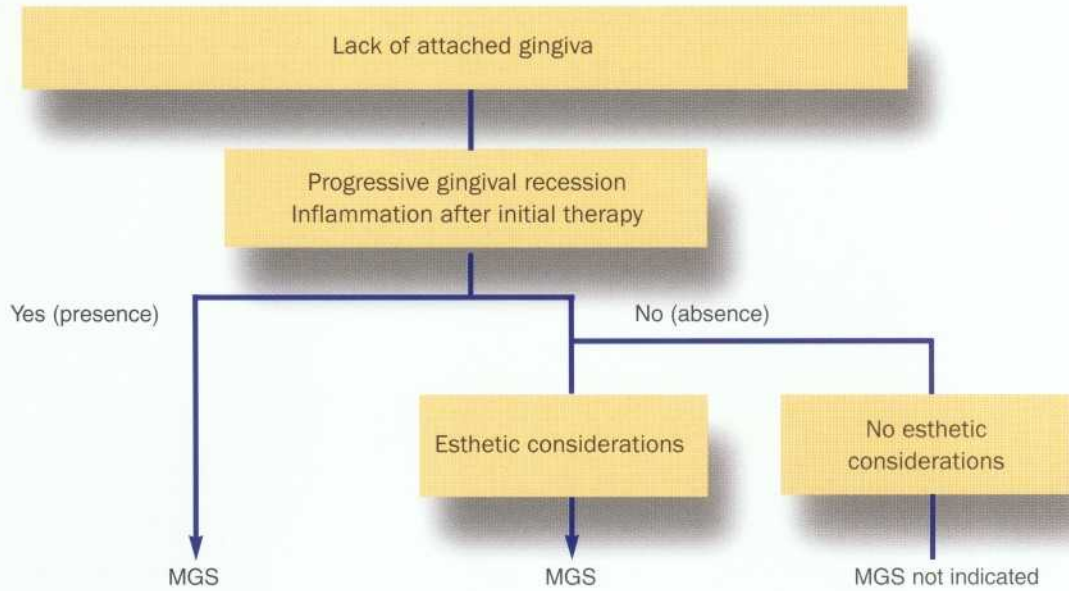 Lack of attached gingiva
Progressive gingival recession
Inflammation after initial therapy
Yes (presence)
No (absence)
Esthetic considerations
No esthetic
considerations
MGS
MGS
MGS not indicated